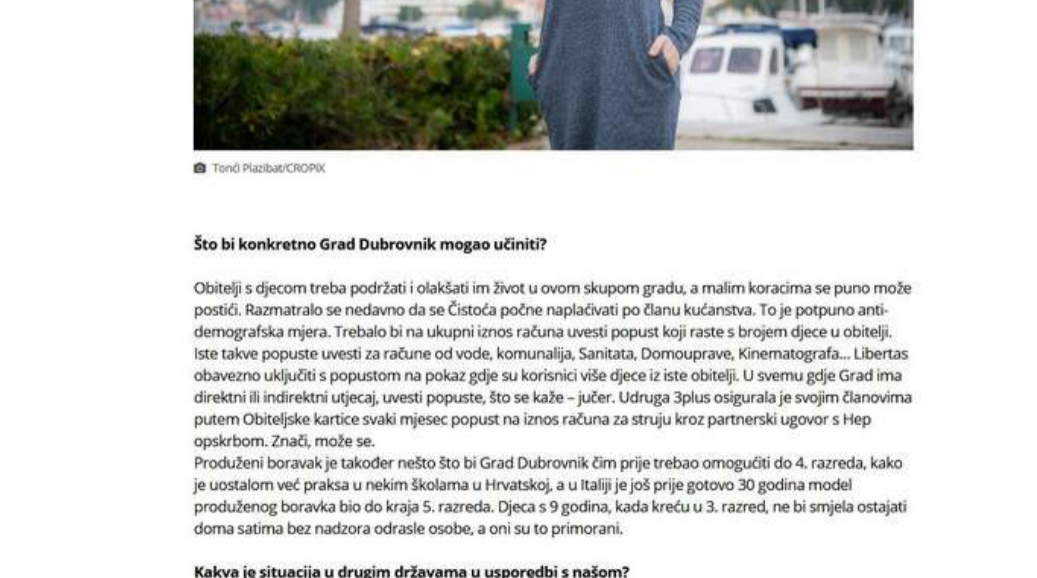 Tonči Plazibat/CROPIX
Što bi konkretno Grad Dubrovnik mogao učiniti?
Obitelji s djecom treba podržati i olakšati im život u ovom skupom gradu, a malim koracima se puno može
postići. Razmatralo se nedavno da se Čistoća počne naplaćivati po članu kućanstva. To je potpuno anti-
demografska mjera. Trebalo bi na ukupni iznos računa uvesti popust koji raste s brojem djece u obitelji.
Iste takve popuste uvesti za račune od vode, komunalija, Sanitata, Domouprave, Kinematografa... Libertas
obavezno uključiti s popustom na pokaz gdje su korisnici više djece iz iste obitelji. U svemu gdje Grad ima
direktni ili indirektni utjecaj, uvesti popuste, što se kaže – jučer. Udruga 3plus osigurala je svojim članovima
putem Obiteljske kartice svaki mjesec popust na iznos računa za struju kroz partnerski ugovor s Hep
opskrbom. Znači, može se.
Produženi boravak je također nešto što bi Grad Dubrovnik čim prije trebao omogućiti do 4. razreda, kako
je uostalom već praksa u nekim školama u Hrvatskoj, a u Italiji je još prije gotovo 30 godina model
produženog boravka bio do kraja 5. razreda. Djeca s 9 godina, kada kreću u 3. razred, ne bi smjela ostajati
doma satima bez nadzora odrasle osobe, a oni su to primorani.
Kakva je situacija u drugim državama u usporedbi s našom?